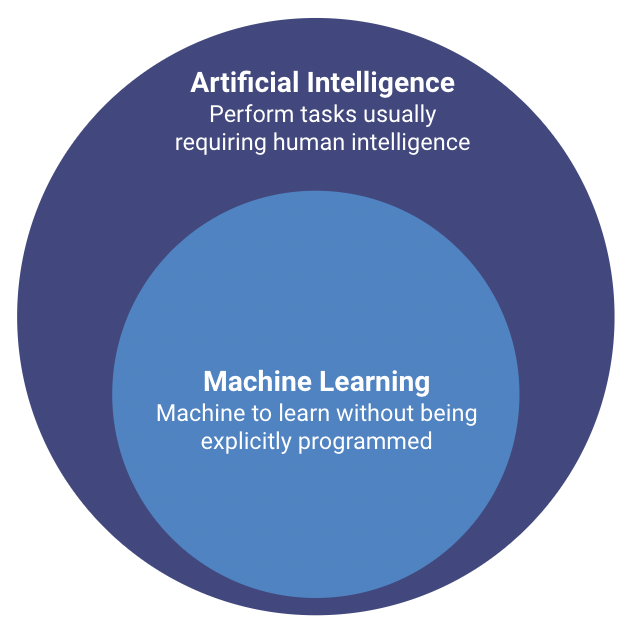 Artificial Intelligence
Perform tasks usually
requiring human intelligence
Machine Learning
Machine to learn without being
explicitly programmed